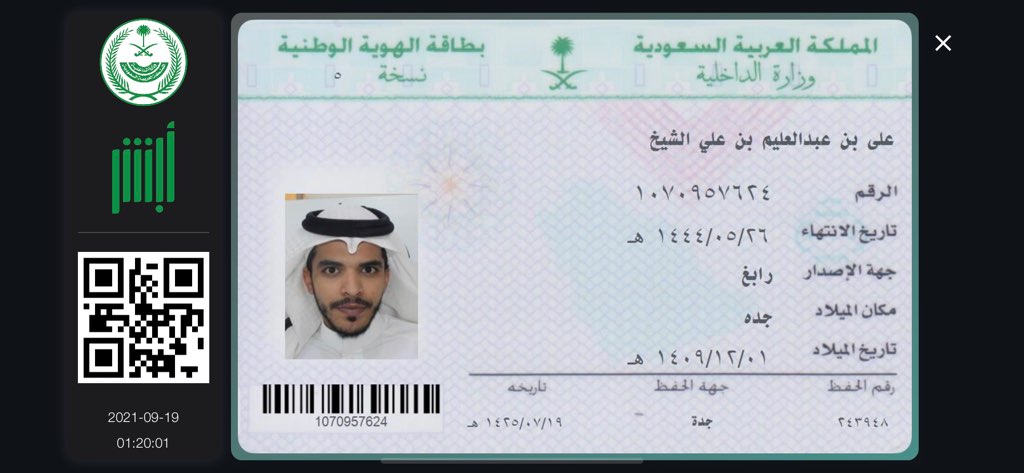 المملكة العربية السعودية
بطاقة الهوية الوطنية
وزارة الداخلية
نسخة ٥
على بن عبدالعليم بن علي الشيخ
الرقم ١٠٧٠٩٥٧٦٢٤
تاريخ الانتهاء ١٤٤٤/٠٥/٢٦ هـ
جهة الإصدار رابغ
مكان الميلاد جده
تاريخ الميلاد ١٤٠٩/١٢/٠١ هـ
رقم الحفظ جهة الحفظ تاريخه
٢٤٣٩٤٨ جدة ١٤٢٥/٠٧/١٩ هـ
1070957624
أبشر
2021-09-19
01:20:01